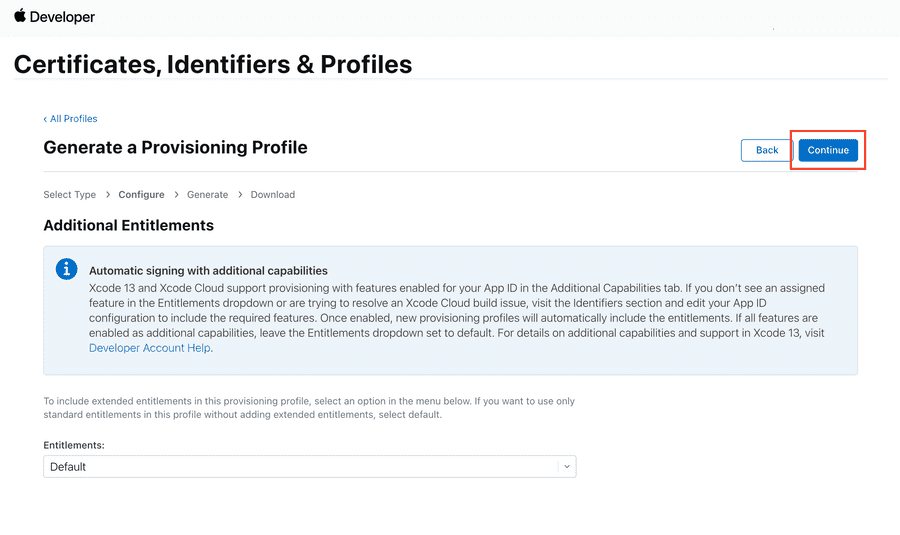 Developer
Certificates, Identifiers & Profiles
‹ All Profiles
Generate a Provisioning Profile
Back
Continue
Select Type > Configure > Generate > Download
Additional Entitlements
Automatic signing with additional capabilities
Xcode 13 and Xcode Cloud support provisioning with features enabled for your App ID in the Additional Capabilities tab. If you don't see an assigned
feature in the Entitlements dropdown or are trying to resolve an Xcode Cloud build issue, visit the Identifiers section and edit your App ID
configuration to include the required features. Once enabled, new provisioning profiles will automatically include the entitlements. If all features are
enabled as additional capabilities, leave the Entitlements dropdown set to default. For details on additional capabilities and support in Xcode 13, visit
Developer Account Help.
To include extended entitlements in this provisioning profile, select an option in the menu below. If you want to use only
standard entitlements in this profile without adding extended entitlements, select default.
Entitlements:
Default